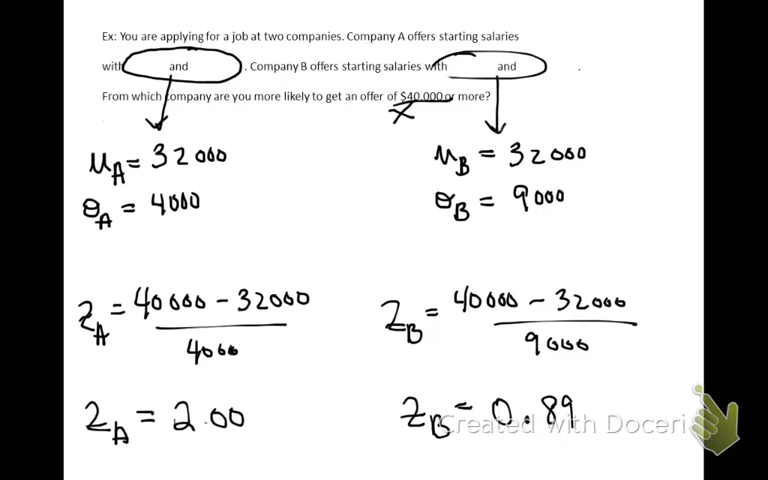 Ex: You are applying for a job at two companies. Company A offers starting salaries
with and . Company B offers starting salaries with and .
From which company are you more likely to get an offer of $40,000 or more?
x
μA = 32000
μB = 32000
θA = 4000
σB = 9000
ZA = 40000 - 32000 / 4000
ZB = 40000 - 32000 / 9000
ZA = 2.00
ZB = 0.89
Created with Doceri